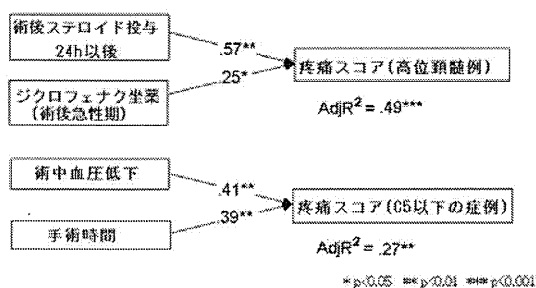 術後ステロイド投与
24h以後
.57**
疼痛スコア(高位頚髄例)
.25*
ジクロフェナク坐薬
(術後急性期)
AdjR² = .49***
術中血圧低下
.41**
疼痛スコア(C5以下の症例)
.39**
手術時間
AdjR² = .27**
* p<0.05 ** p<0.01 *** p<0.001